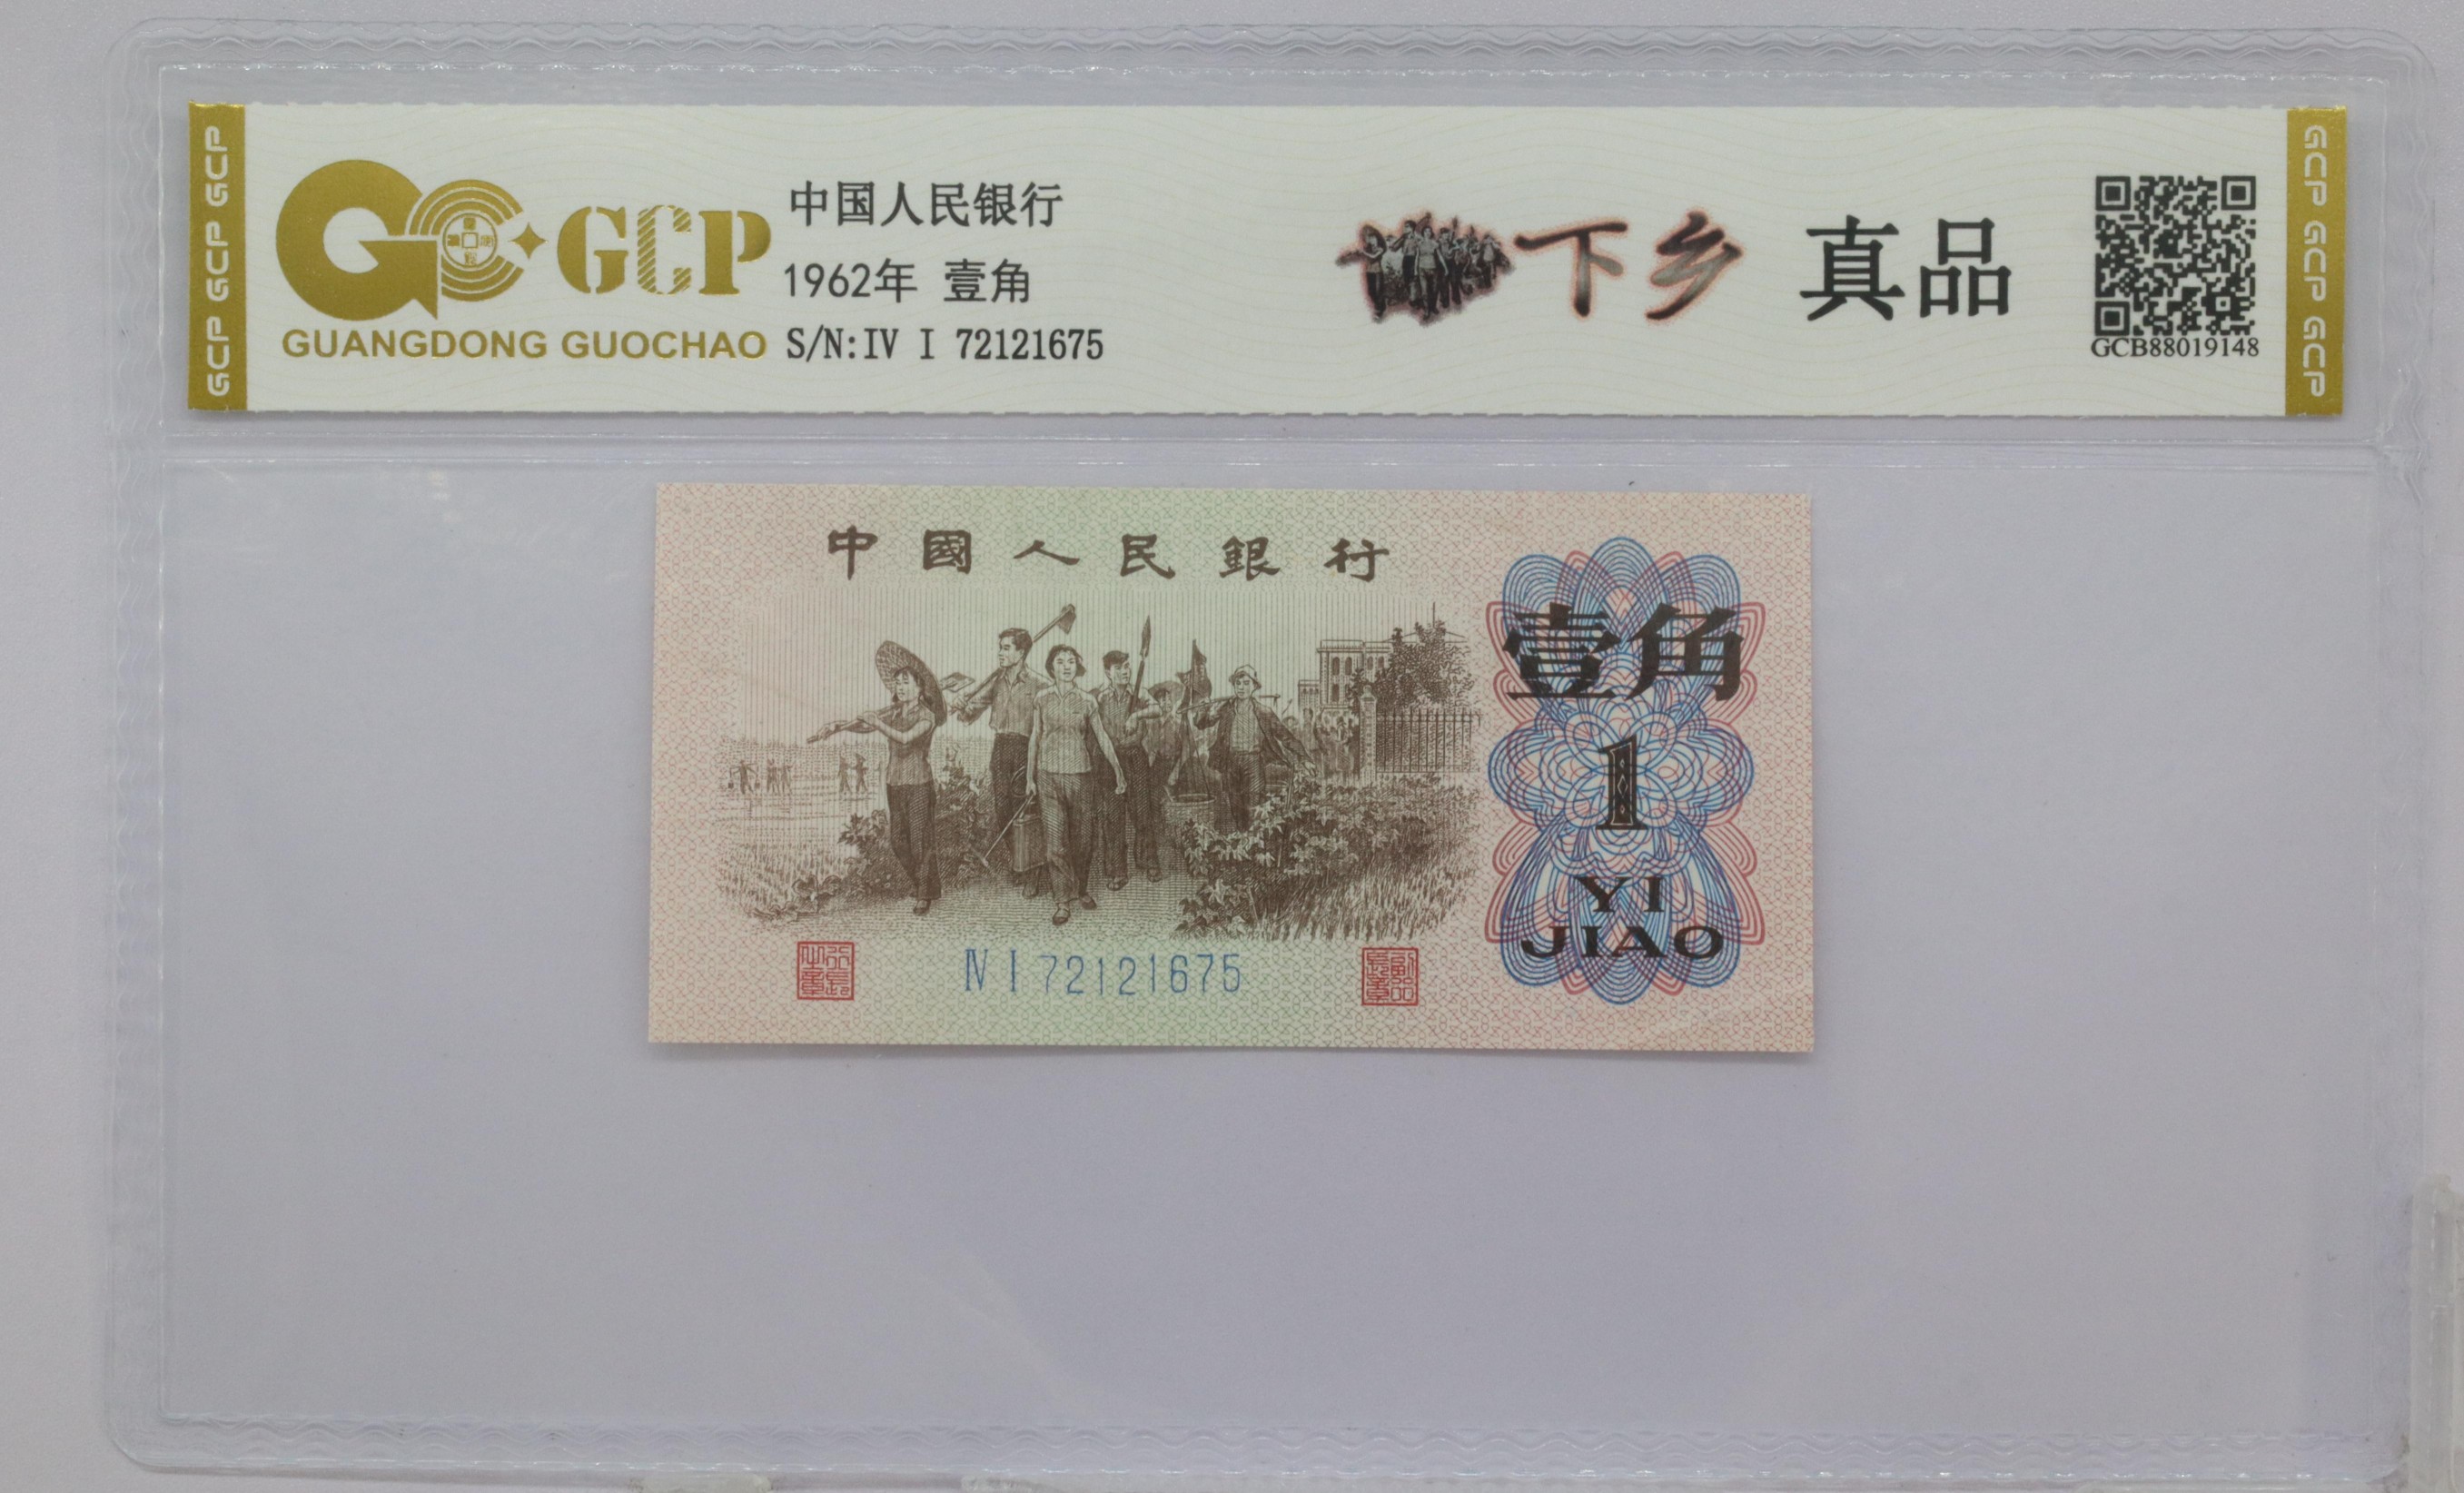 GCP GCP GCP
GCP
GUANGDONG GUOCHAO
中国人民银行
1962年 壹角
S/N:IV I 72121675
下乡 真品
GCB88019148
GCP GCP GCP
中國人民銀行
壹角
1
YI
JIAO
IV I 72121675